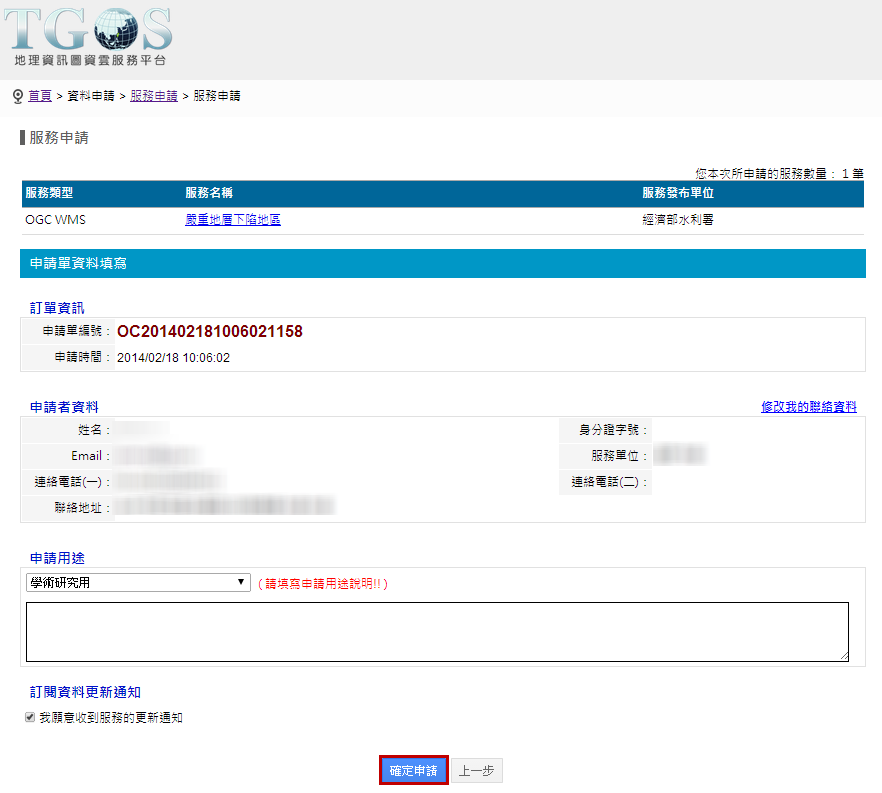 TGOS
地理資訊圖資雲服務平台
首頁 > 資料申請 > 服務申請 > 服務申請
服務申請
您本次所申請的服務數量： 1 筆
服務類型 服務名稱 服務發布單位
OGC WMS 嚴重地層下陷地區 經濟部水利署
申請單資料填寫
訂單資訊
申請單編號： OC201402181006021158
申請時間： 2014/02/18 10:06:02
申請者資料 修改我的聯絡資料
姓名： 身分證字號：
Email： 服務單位：
連絡電話(一)： 連絡電話(二)：
聯絡地址：
申請用途
學術研究用 ( 請填寫申請用途說明!! )
訂閱資料更新通知
我願意收到服務的更新通知
確定申請 上一步